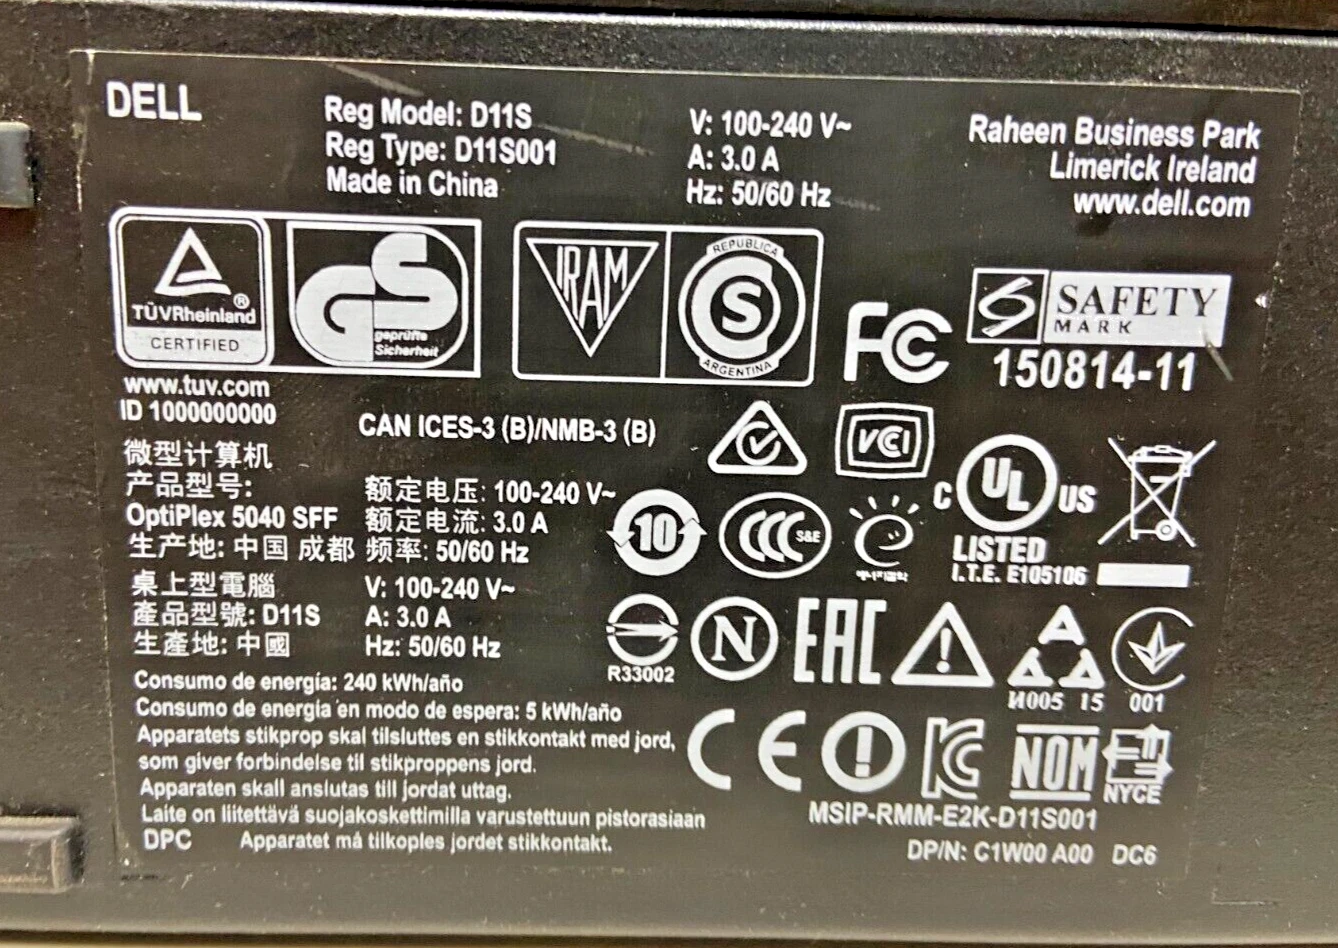 DELL
Reg Model: D11S
Reg Type: D11S001
Made in China
V: 100-240 V~
A: 3.0 A
Hz: 50/60 Hz
Raheen Business Park
Limerick Ireland
www.dell.com
TÜVRheinland®
CERTIFIED
GS
geprüfte
Sicherheit
IRAM
REPUBLICA
S
ARGENTINA
FC
SAFETY
MARK
150814-11
www.tuv.com
ID 1000000000
CAN ICES-3 (B)/NMB-3 (B)
VCI
微型计算机
产品型号:
OptiPlex 5040 SFF
生产地: 中国 成都
额定电压: 100-240 V~
额定电流: 3.0 A
频率: 50/60 Hz
10
CCC
S&E
C UL US
LISTED
I.T.E. E105106
桌上型電腦
產品型號: D11S
生產地: 中國
V: 100-240 V~
A: 3.0 A
Hz: 50/60 Hz
R33002
N
EAC
И005 15
001
Consumo de energía: 240 kWh/año
Consumo de energía en modo de espera: 5 kWh/año
Apparatets stikprop skal tilsluttes en stikkontakt med jord,
som giver forbindelse til stikproppens jord.
Apparaten skall anslutas till jordat uttag.
Laite on liitettävä suojakoskettimilla varustettuun pistorasiaan
DPC
Apparatet må tilkoples jordet stikkontakt.
CE
KC
NOM
NYCE
MSIP-RMM-E2K-D11S001
DP/N: C1W00 A00 DC6